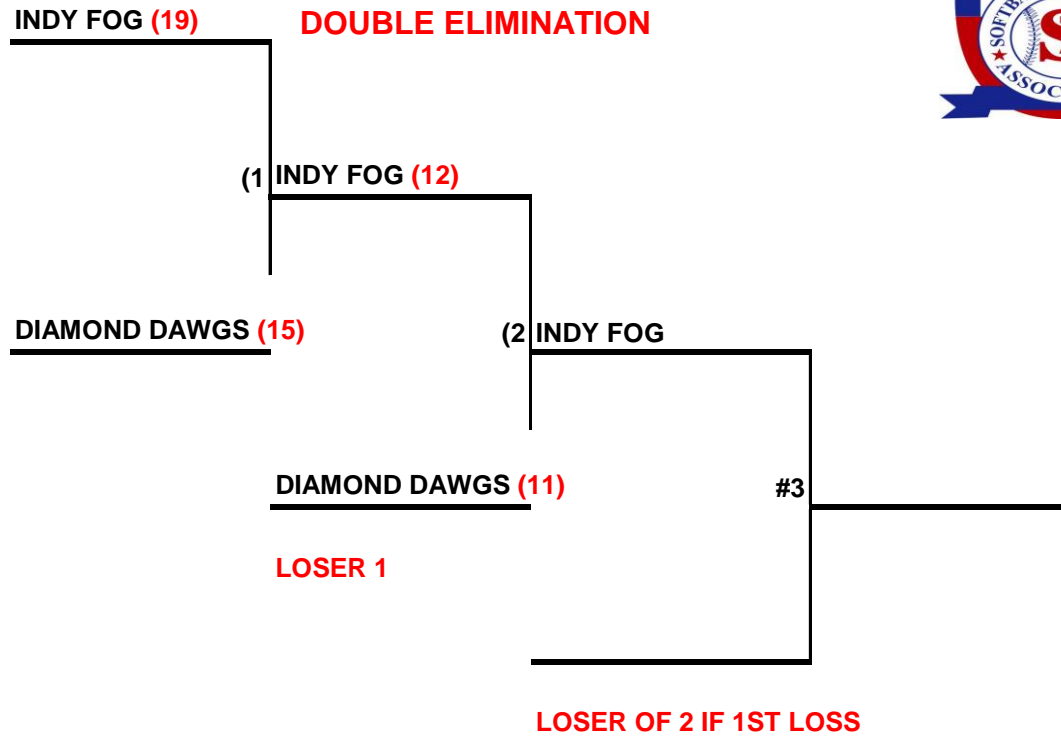 INDY FOG (19)
DOUBLE ELIMINATION
(1 INDY FOG (12)
DIAMOND DAWGS (15)
(2 INDY FOG
DIAMOND DAWGS (11)
#3
LOSER 1
LOSER OF 2 IF 1ST LOSS